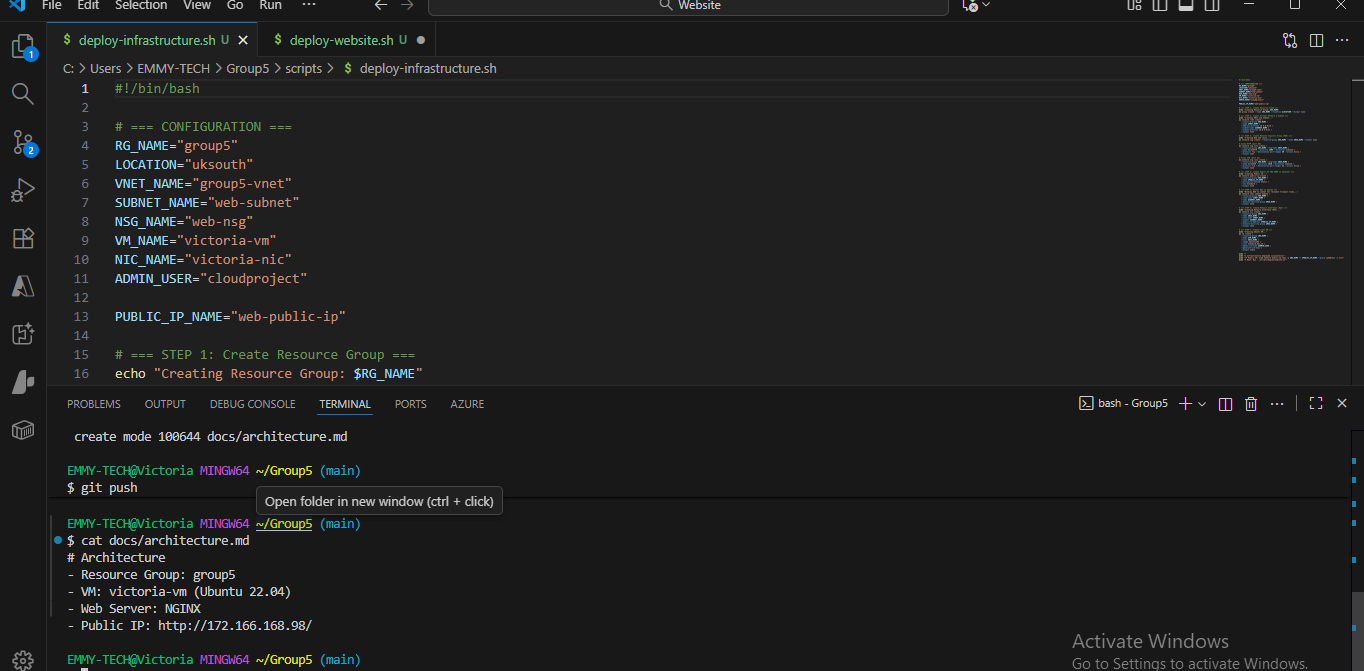 File Edit Selection View Go Run ··· Website
$ deploy-infrastructure.sh U $ deploy-website.sh U
C: > Users > EMMY-TECH > Group5 > scripts > $ deploy-infrastructure.sh
1 #!/bin/bash
2
3 # === CONFIGURATION ===
4 RG_NAME="group5"
5 LOCATION="uksouth"
6 VNET_NAME="group5-vnet"
7 SUBNET_NAME="web-subnet"
8 NSG_NAME="web-nsg"
9 VM_NAME="victoria-vm"
10 NIC_NAME="victoria-nic"
11 ADMIN_USER="cloudproject"
12
13 PUBLIC_IP_NAME="web-public-ip"
14
15 # === STEP 1: Create Resource Group ===
16 echo "Creating Resource Group: $RG_NAME"
1
2
PROBLEMS OUTPUT DEBUG CONSOLE TERMINAL PORTS AZURE bash - Group5
create mode 100644 docs/architecture.md
EMMY-TECH@Victoria MINGW64 ~/Group5 (main)
$ git push
Open folder in new window (ctrl + click)
EMMY-TECH@Victoria MINGW64 ~/Group5 (main)
$ cat docs/architecture.md
# Architecture
- Resource Group: group5
- VM: victoria-vm (Ubuntu 22.04)
- Web Server: NGINX
- Public IP: http://172.166.168.98/
EMMY-TECH@Victoria MINGW64 ~/Group5 (main)
Activate Windows
Go to Settings to activate Windows.